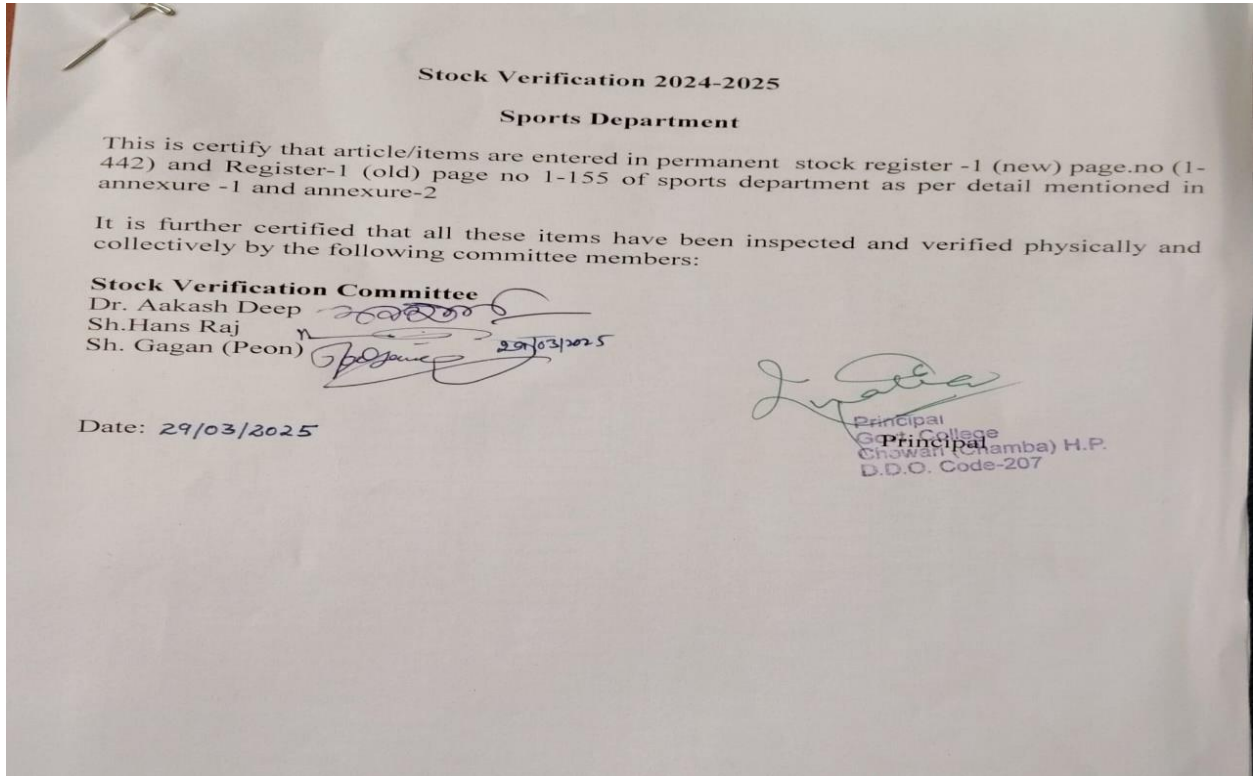 Stock Verification 2024-2025
Sports Department
This is certify that article/items are entered in permanent stock register -1 (new) page.no (1-
442) and Register-1 (old) page no 1-155 of sports department as per detail mentioned in
annexure -1 and annexure-2
It is further certified that all these items have been inspected and verified physically and
collectively by the following committee members:
Stock Verification Committee
Dr. Aakash Deep
Sh.Hans Raj
Sh. Gagan (Peon)
29/03/2025
Date: 29/03/2025
Principal
Govt. College
Principal
Chowari (Chamba) H.P.
D.D.O. Code-207